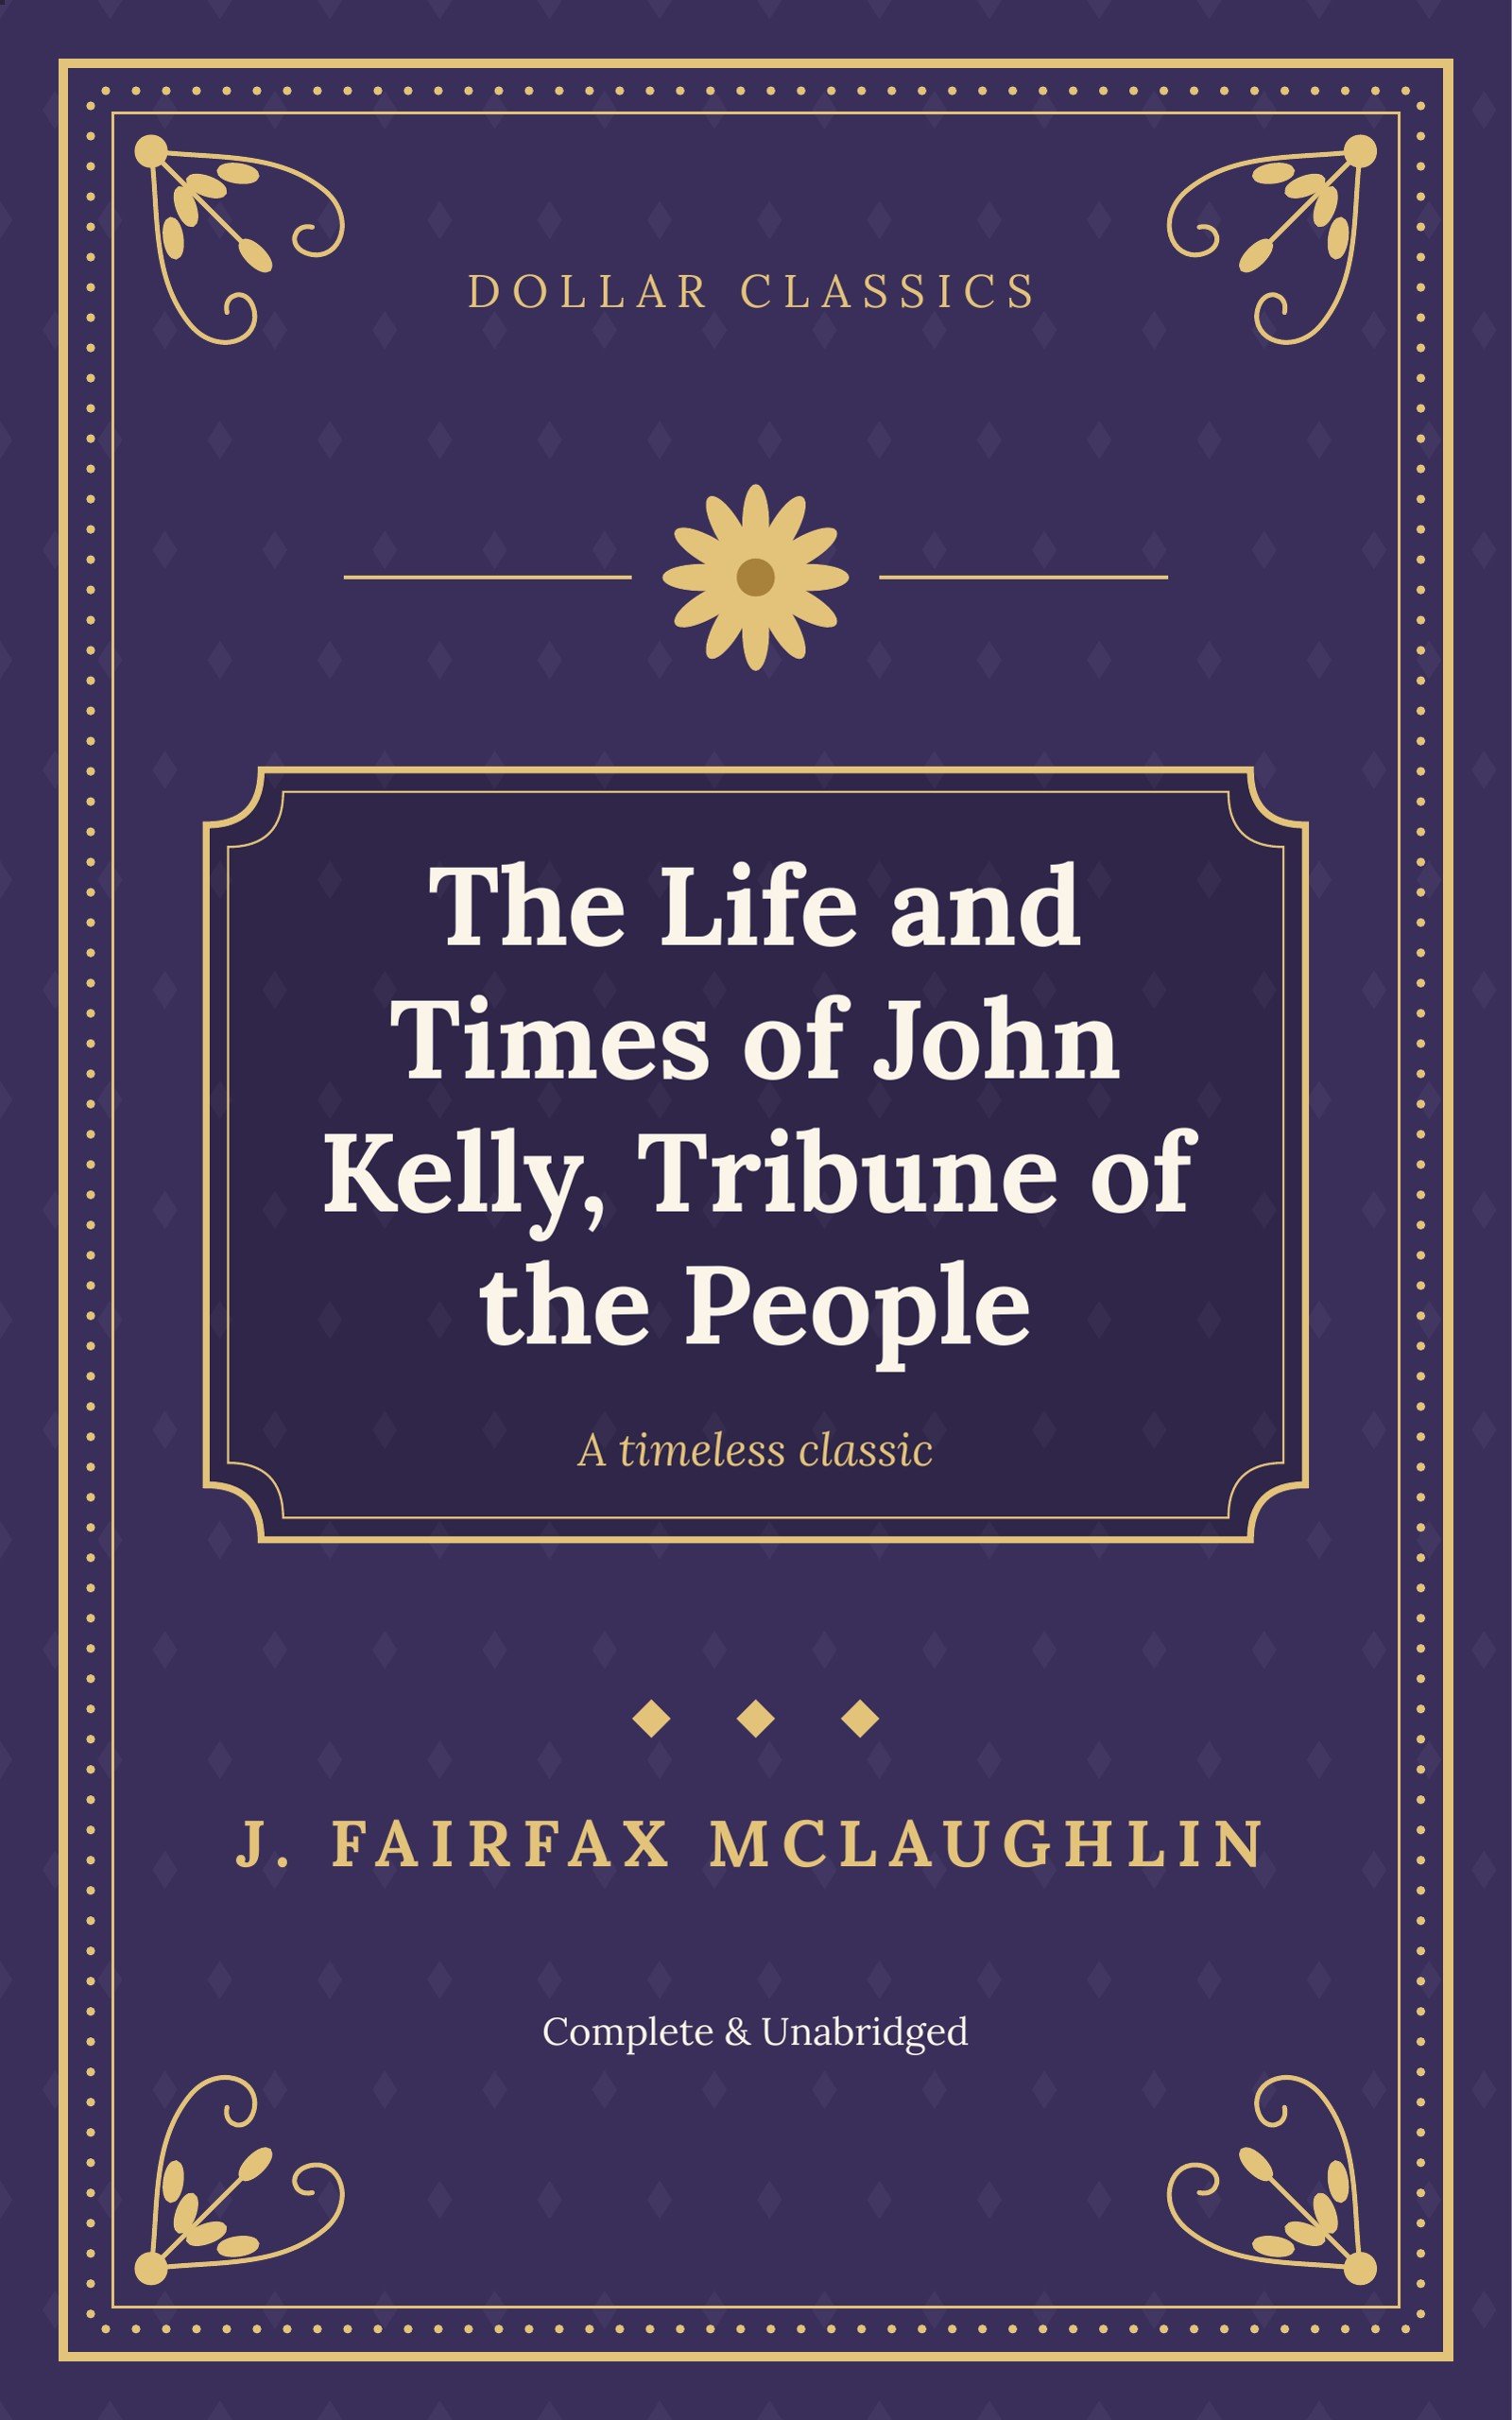 DOLLAR CLASSICS
The Life and
Times of John
Kelly, Tribune of
the People
A timeless classic
J. FAIRFAX MCLAUGHLIN
Complete & Unabridged